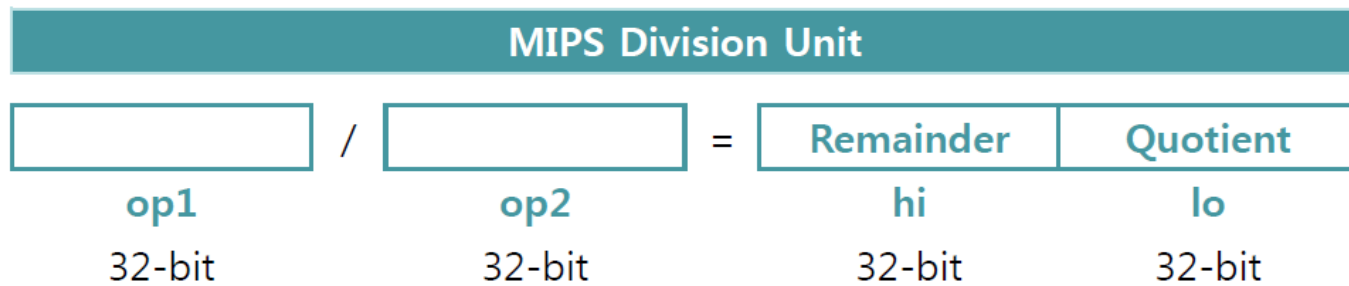 MIPS Division Unit
/ = Remainder Quotient
op1 op2 hi lo
32-bit 32-bit 32-bit 32-bit